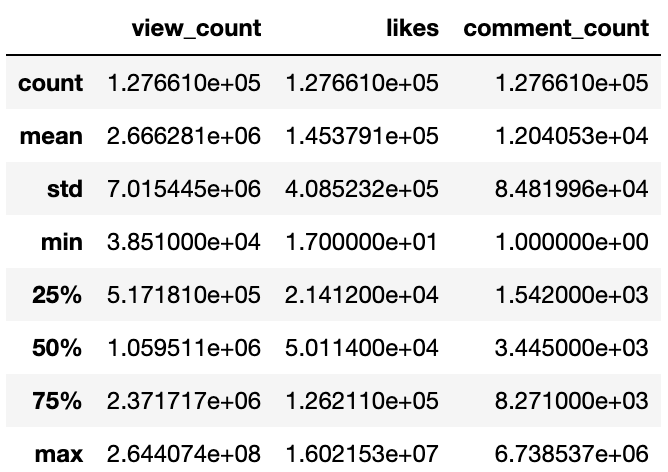 view_count likes comment_count
count 1.276610e+05 1.276610e+05 1.276610e+05
mean 2.666281e+06 1.453791e+05 1.204053e+04
std 7.015445e+06 4.085232e+05 8.481996e+04
min 3.851000e+04 1.700000e+01 1.000000e+00
25% 5.171810e+05 2.141200e+04 1.542000e+03
50% 1.059511e+06 5.011400e+04 3.445000e+03
75% 2.371717e+06 1.262110e+05 8.271000e+03
max 2.644074e+08 1.602153e+07 6.738537e+06